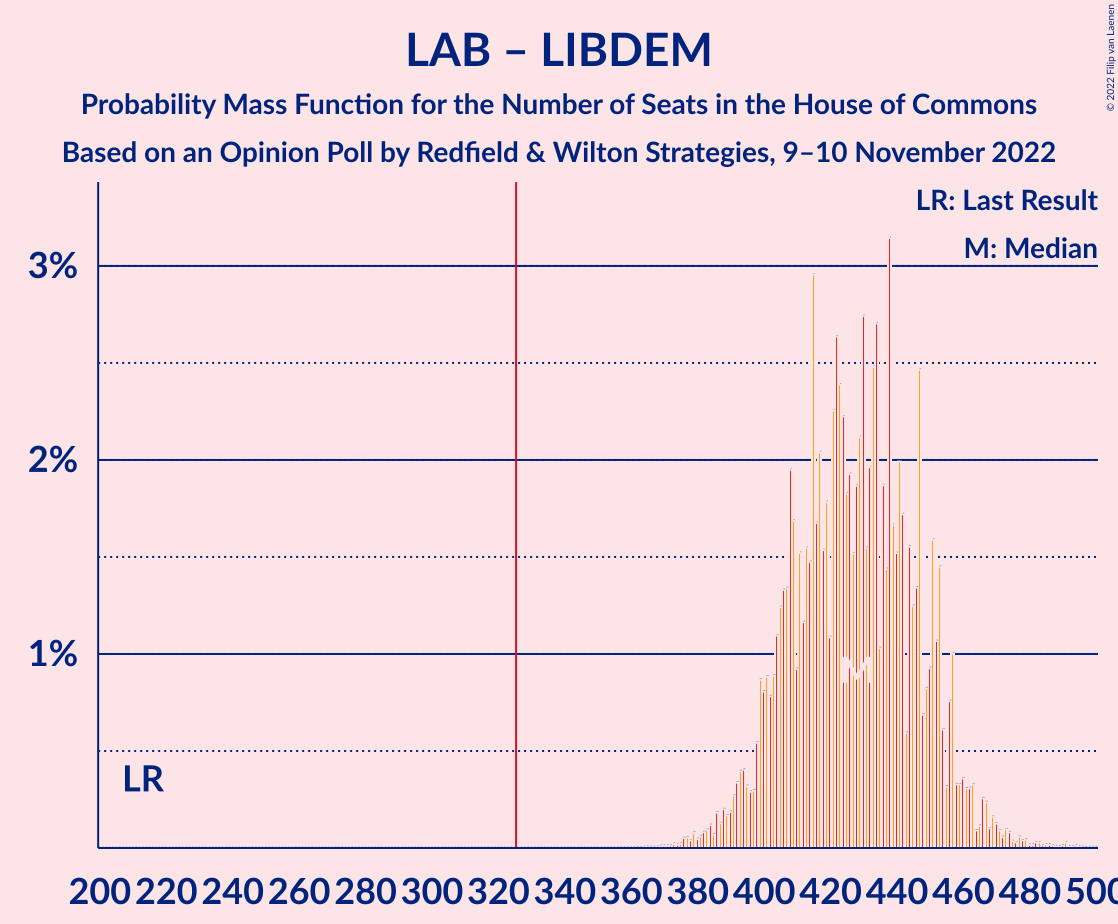 LAB – LIBDEM
Probability Mass Function for the Number of Seats in the House of Commons
Based on an Opinion Poll by Redfield & Wilton Strategies, 9–10 November 2022
© 2022 Filip van Laenen
LR: Last Result
M: Median
3%
2%
1%
LR
M
200 220 240 260 280 300 320 340 360 380 400 420 440 460 480 500